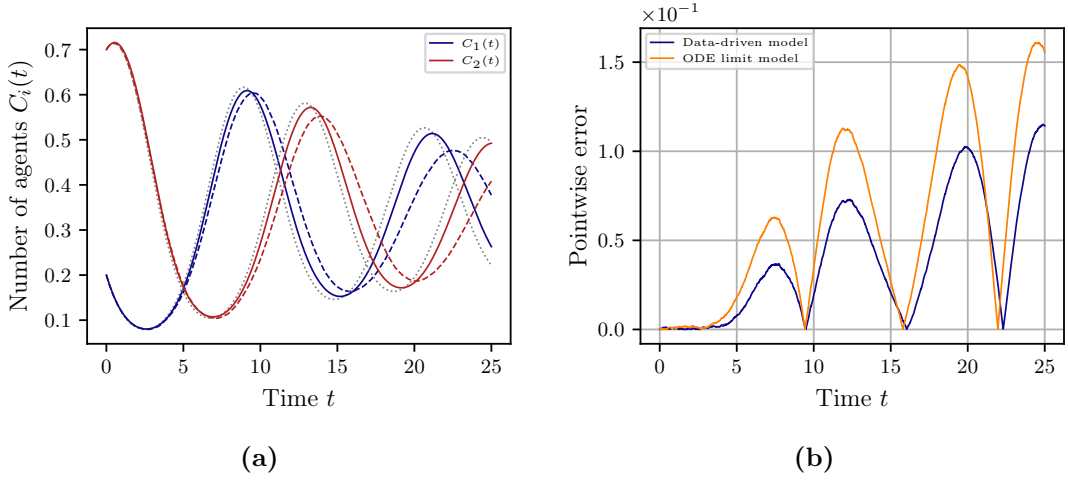 Number of agents C_i(t)
0.7
0.6
0.5
0.4
0.3
0.2
0.1
C_1(t)
C_2(t)
0
5
10
15
20
25
Time t
(a)
×10⁻¹
Pointwise error
1.5
1.0
0.5
0.0
Data-driven model
ODE limit model
0
5
10
15
20
25
Time t
(b)